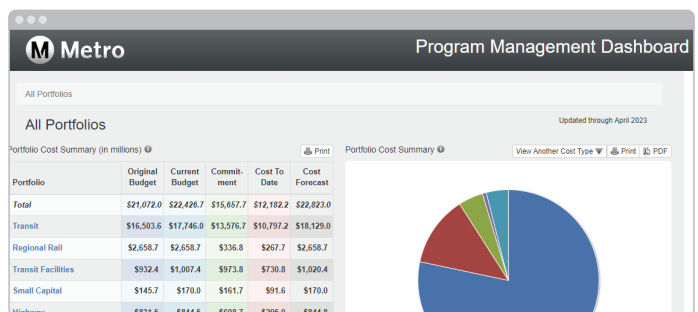 M Metro
Program Management Dashboard
All Portfolios
All Portfolios
Updated through April 2023
Portfolio Cost Summary (in millions)
Print
Portfolio Cost Summary
View Another Cost Type
Print
PDF
Portfolio Original Budget Current Budget Commit-ment Cost To Date Cost Forecast
Total $21,072.0 $22,426.7 $15,657.7 $12,182.2 $22,823.0
Transit $16,503.6 $17,746.0 $13,576.7 $10,797.2 $18,129.0
Regional Rail $2,658.7 $2,658.7 $336.8 $267.7 $2,658.7
Transit Facilities $932.4 $1,007.4 $973.8 $730.8 $1,020.4
Small Capital $145.7 $170.0 $161.7 $91.6 $170.0
Highway